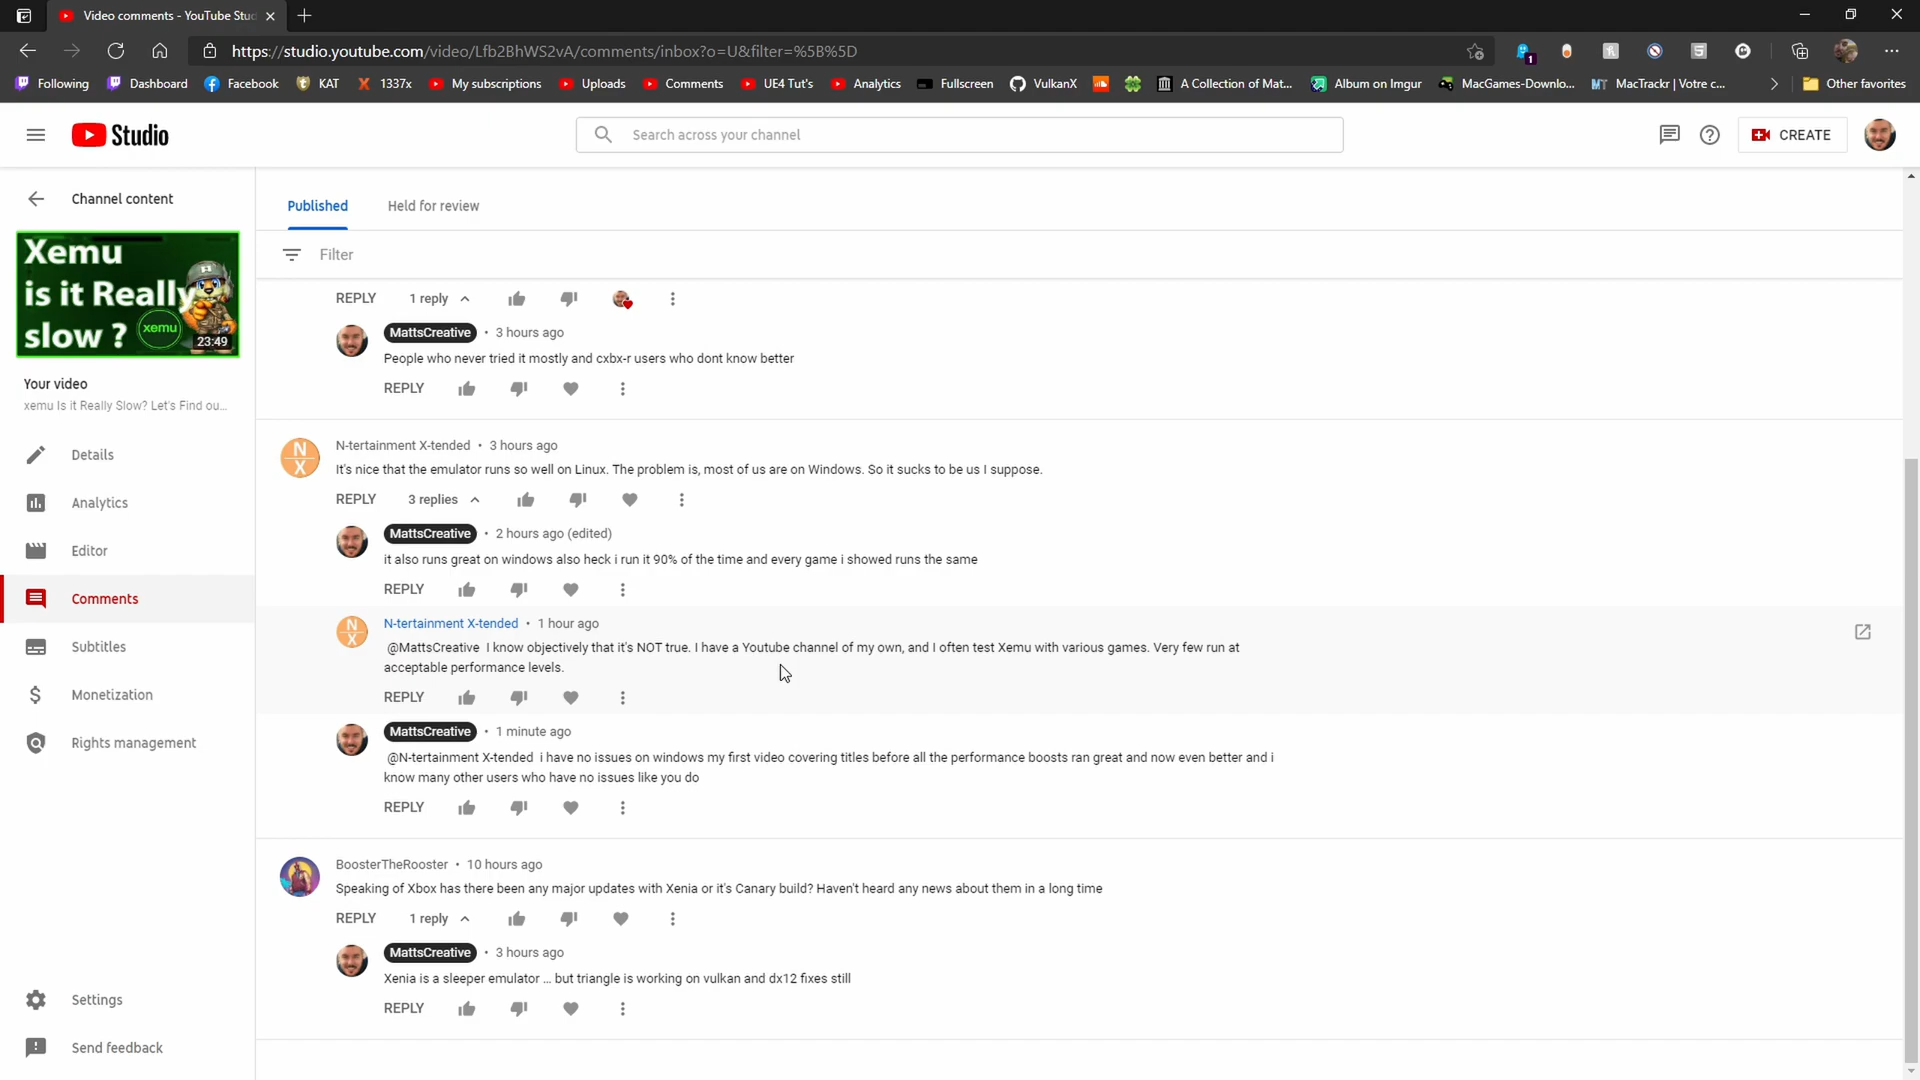 Video comments - YouTube Stud
https://studio.youtube.com/video/Lfb2BhWS2vA/comments/inbox?o=U&filter=%5B%5D
1
Following
Dashboard
Facebook
KAT
1337x
My subscriptions
Uploads
Comments
UE4 Tut's
Analytics
Fullscreen
VulkanX
A Collection of Mat...
Album on Imgur
MacGames-Downlo...
MacTrackr | Votre c...
Other favorites
Studio
Search across your channel
CREATE
Channel content
Xemu
is it Really
slow ?
xemu
23:49
Your video
xemu Is it Really Slow? Let's Find ou...
Details
Analytics
Editor
Comments
Subtitles
Monetization
Rights management
Settings
Send feedback
Published
Held for review
Filter
REPLY 1 reply
MattsCreative • 3 hours ago
People who never tried it mostly and cxbx-r users who dont know better
REPLY
N-tertainment X-tended • 3 hours ago
It's nice that the emulator runs so well on Linux. The problem is, most of us are on Windows. So it sucks to be us I suppose.
REPLY 3 replies
MattsCreative • 2 hours ago (edited)
it also runs great on windows also heck i run it 90% of the time and every game i showed runs the same
REPLY
N-tertainment X-tended • 1 hour ago
@MattsCreative I know objectively that it's NOT true. I have a Youtube channel of my own, and I often test Xemu with various games. Very few run at
acceptable performance levels.
REPLY
MattsCreative • 1 minute ago
@N-tertainment X-tended i have no issues on windows my first video covering titles before all the performance boosts ran great and now even better and i
know many other users who have no issues like you do
REPLY
BoosterTheRooster • 10 hours ago
Speaking of Xbox has there been any major updates with Xenia or it's Canary build? Haven't heard any news about them in a long time
REPLY 1 reply
MattsCreative • 3 hours ago
Xenia is a sleeper emulator ... but triangle is working on vulkan and dx12 fixes still
REPLY